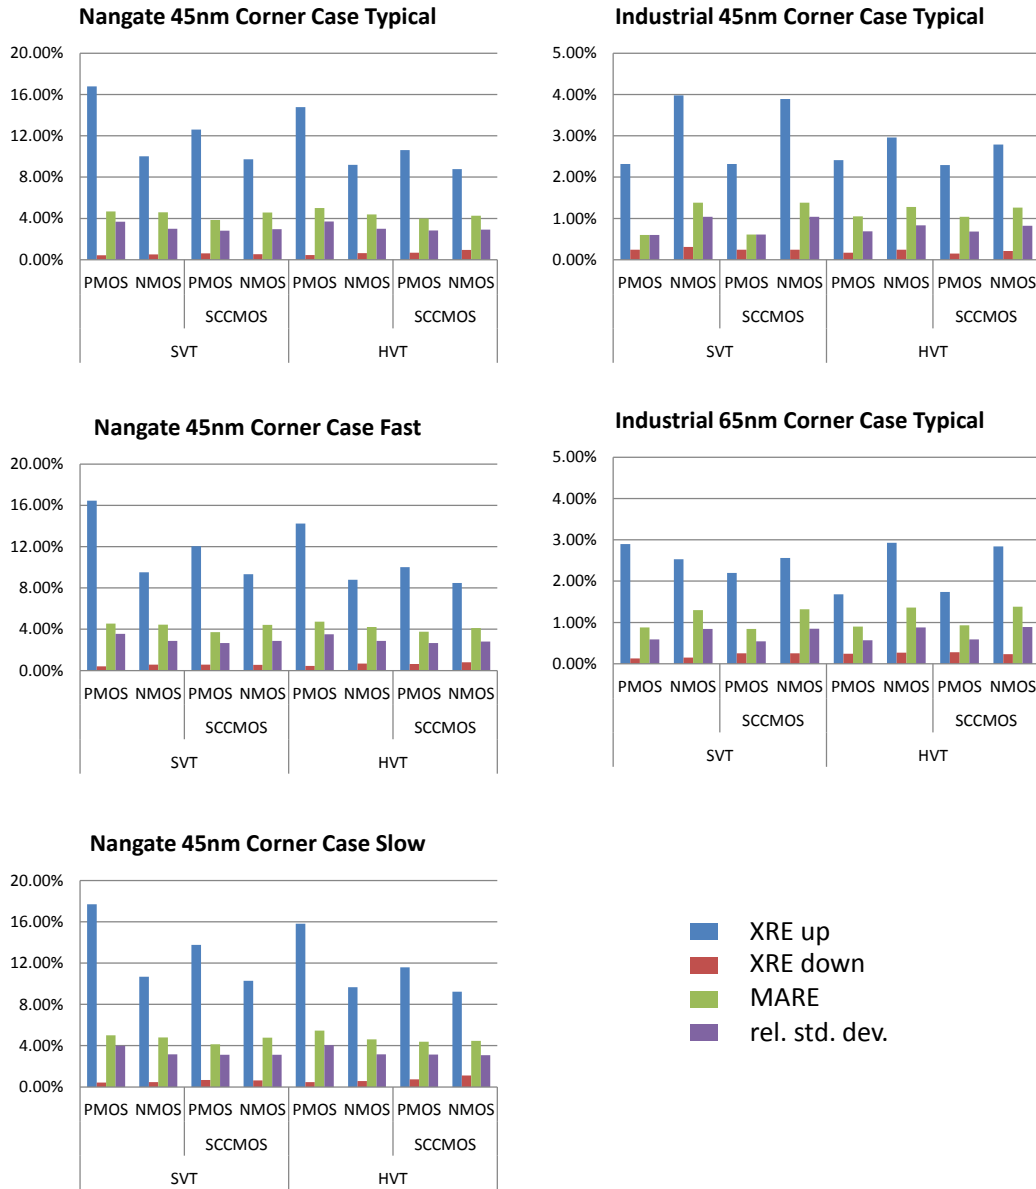 Nangate 45nm Corner Case Typical
20.00%
16.00%
12.00%
8.00%
4.00%
0.00%
PMOS NMOS PMOS NMOS PMOS NMOS PMOS NMOS
SCCMOS SCCMOS
SVT HVT
Industrial 45nm Corner Case Typical
5.00%
4.00%
3.00%
2.00%
1.00%
0.00%
PMOS NMOS PMOS NMOS PMOS NMOS PMOS NMOS
SCCMOS SCCMOS
SVT HVT
Nangate 45nm Corner Case Fast
20.00%
16.00%
12.00%
8.00%
4.00%
0.00%
PMOS NMOS PMOS NMOS PMOS NMOS PMOS NMOS
SCCMOS SCCMOS
SVT HVT
Industrial 65nm Corner Case Typical
5.00%
4.00%
3.00%
2.00%
1.00%
0.00%
PMOS NMOS PMOS NMOS PMOS NMOS PMOS NMOS
SCCMOS SCCMOS
SVT HVT
Nangate 45nm Corner Case Slow
20.00%
16.00%
12.00%
8.00%
4.00%
0.00%
PMOS NMOS PMOS NMOS PMOS NMOS PMOS NMOS
SCCMOS SCCMOS
SVT HVT
XRE up
XRE down
MARE
rel. std. dev.